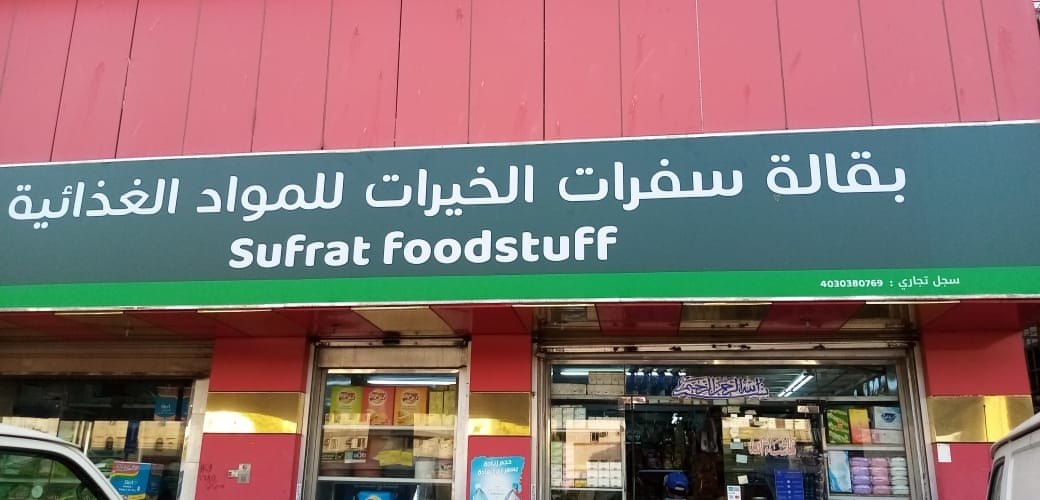 بقالة سفرات الخيرات للمواد الغذائية
Sufrat foodstuff
سجل تجاري : 4030380769
بسم الله الرحمن الرحيم